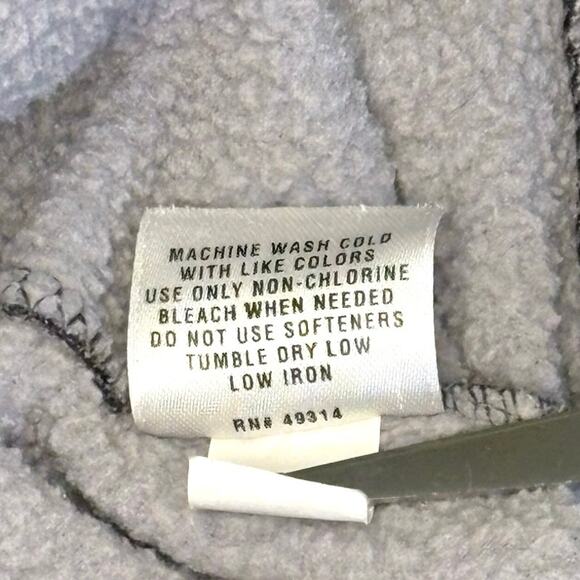 MACHINE WASH COLD
WITH LIKE COLORS
USE ONLY NON-CHLORINE
BLEACH WHEN NEEDED
DO NOT USE SOFTENERS
TUMBLE DRY LOW
LOW IRON
RN# 49314